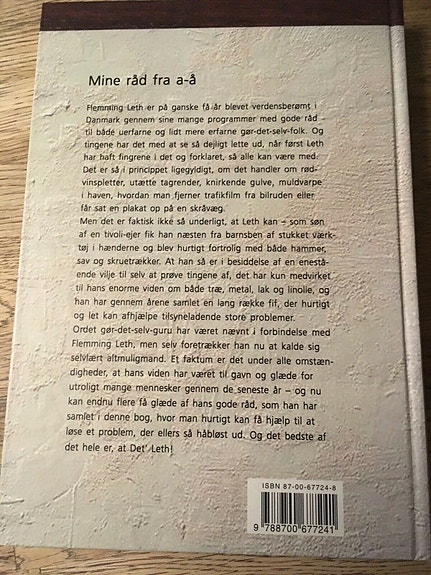 Mine råd fra a-å
Flemming Leth er på ganske få år blevet verdensberømt i
Danmark gennem sine mange programmer med gode råd –
til både uerfarne og lidt mere erfarne gør-det-selv-folk. Og
tingene har det med at se så dejligt lette ud, når først Leth
har haft fingrene i det og forklaret, så alle kan være med.
Det er så i princippet ligegyldigt, om det handler om rød-
vinspletter, utætte tagrender, knirkende gulve, muldvarpe
i haven, hvordan man fjerner trafikfilm fra bilruden eller
får sat en plakat op på en skråvæg.
Men det er faktisk ikke så underligt, at Leth kan – som søn
af en tivoli-ejer fik han næsten fra barnsben af stukket værk-
tøj i hænderne og blev hurtigt fortrolig med både hammer,
sav og skruetrækker. At han så er i besiddelse af en enestå-
ende vilje til selv at prøve tingene af, det har kun medvirket
til hans enorme viden om både træ, metal, lak og linolie, og
han har gennem årene samlet en lang række fif, der hurtigt
og let kan afhjælpe tilsyneladende store problemer.
Ordet gør-det-selv-guru har været nævnt i forbindelse med
Flemming Leth, men selv foretrækker han nu at kalde sig
selvlært altmuligmand. Et faktum er det under alle omstæn-
digheder, at hans viden har været til gavn og glæde for
utroligt mange mennesker gennem de seneste år – og nu
kan endnu flere få glæde af hans gode råd, som han har
samlet i denne bog, hvor man hurtigt kan få hjælp til at
løse et problem, der ellers så håbløst ud. Og det bedste af
det hele er, at Det' Leth!
ISBN 87-00-67724-8
9 788700 677241